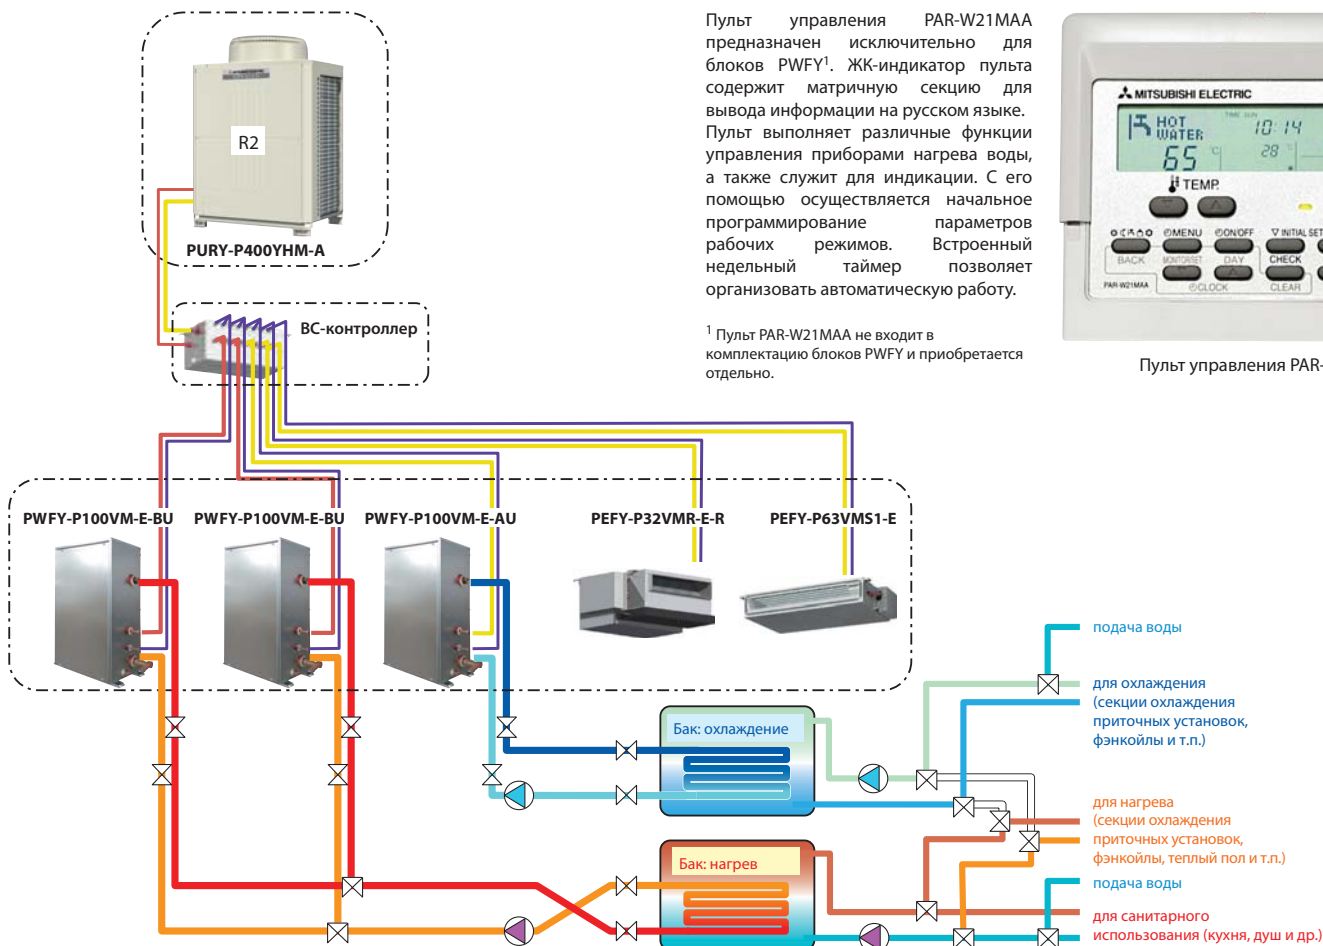 R2
PURY-P400YHM-A
BC-контроллер
Пульт управления PAR-W21MAA
предназначен исключительно для
блоков PWFY¹. ЖК-индикатор пульта
содержит матричную секцию для
вывода информации на русском языке.
Пульт выполняет различные функции
управления приборами нагрева воды,
а также служит для индикации. С его
помощью осуществляется начальное
программирование параметров
рабочих режимов. Встроенный
недельный таймер позволяет
организовать автоматическую работу.
¹ Пульт PAR-W21MAA не входит в
комплектацию блоков PWFY и приобретается
отдельно.
MITSUBISHI ELECTRIC
HOT TIME SUN 10:14
WATER
65 °C 28 °C
TEMP.
MENU ON/OFF INITIAL SET
BACK MONITOR/SET DAY CHECK
PAR-W21MAA CLOCK CLEAR
Пульт управления PAR-
PWFY-P100VM-E-BU PWFY-P100VM-E-BU PWFY-P100VM-E-AU PEFY-P32VMR-E-R PEFY-P63VMS1-E
подача воды
для охлаждения
(секции охлаждения
приточных установок,
фэнкойлы и т.п.)
Бак: охлаждение
для нагрева
(секции охлаждения
приточных установок,
фэнкойлы, теплый пол и т.п.)
Бак: нагрев
подача воды
для санитарного
использования (кухня, душ и др.)